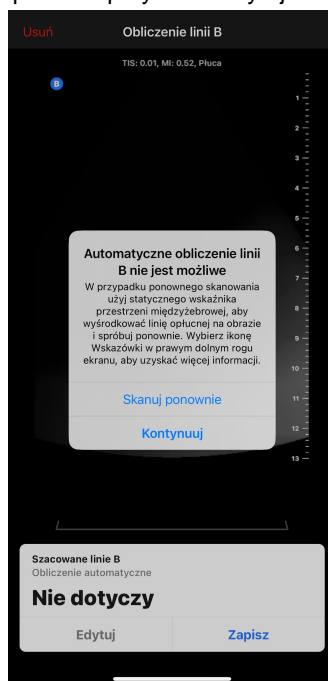 Usuń
Obliczenie linii B
TIS: 0.01, MI: 0.52, Płuca
B
1
2
3
4
5
6
7
8
9
10
11
12
13
Automatyczne obliczenie linii
B nie jest możliwe
W przypadku ponownego skanowania
użyj statycznego wskaźnika
przestrzeni międzyżebrowej, aby
wyśrodkować linię opłucnej na obrazie
i spróbuj ponownie. Wybierz ikonę
Wskazówki w prawym dolnym rogu
ekranu, aby uzyskać więcej informacji.
Skanuj ponownie
Kontynuuj
Szacowane linie B
Obliczenie automatyczne
Nie dotyczy
Edytuj
Zapisz